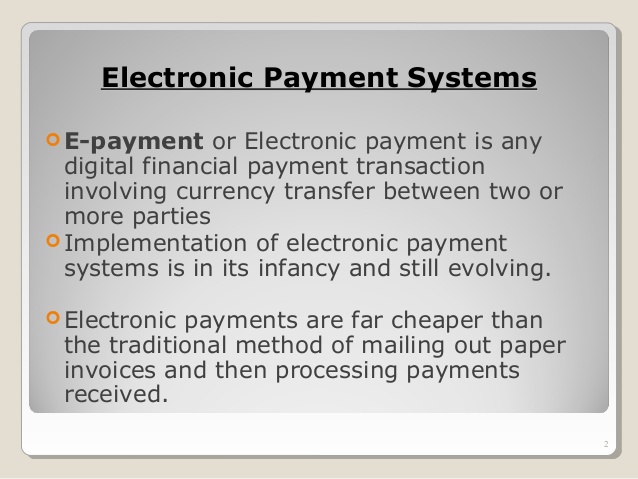 Electronic Payment Systems
E-payment or Electronic payment is any
digital financial payment transaction
involving currency transfer between two or
more parties
Implementation of electronic payment
systems is in its infancy and still evolving.
Electronic payments are far cheaper than
the traditional method of mailing out paper
invoices and then processing payments
received.
2